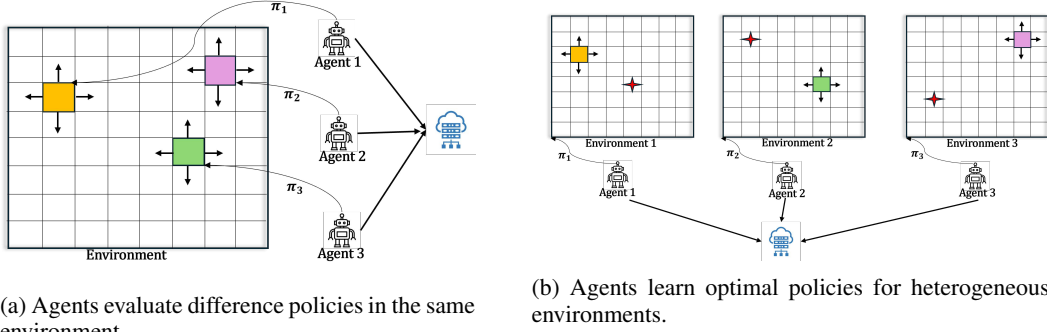 π1
Agent 1
π2
Agent 2
π3
Agent 3
Environment
(a) Agents evaluate difference policies in the same
environment.
Environment 1
Environment 2
Environment 3
π1
π2
π3
Agent 1
Agent 2
Agent 3
(b) Agents learn optimal policies for heterogeneous
environments.